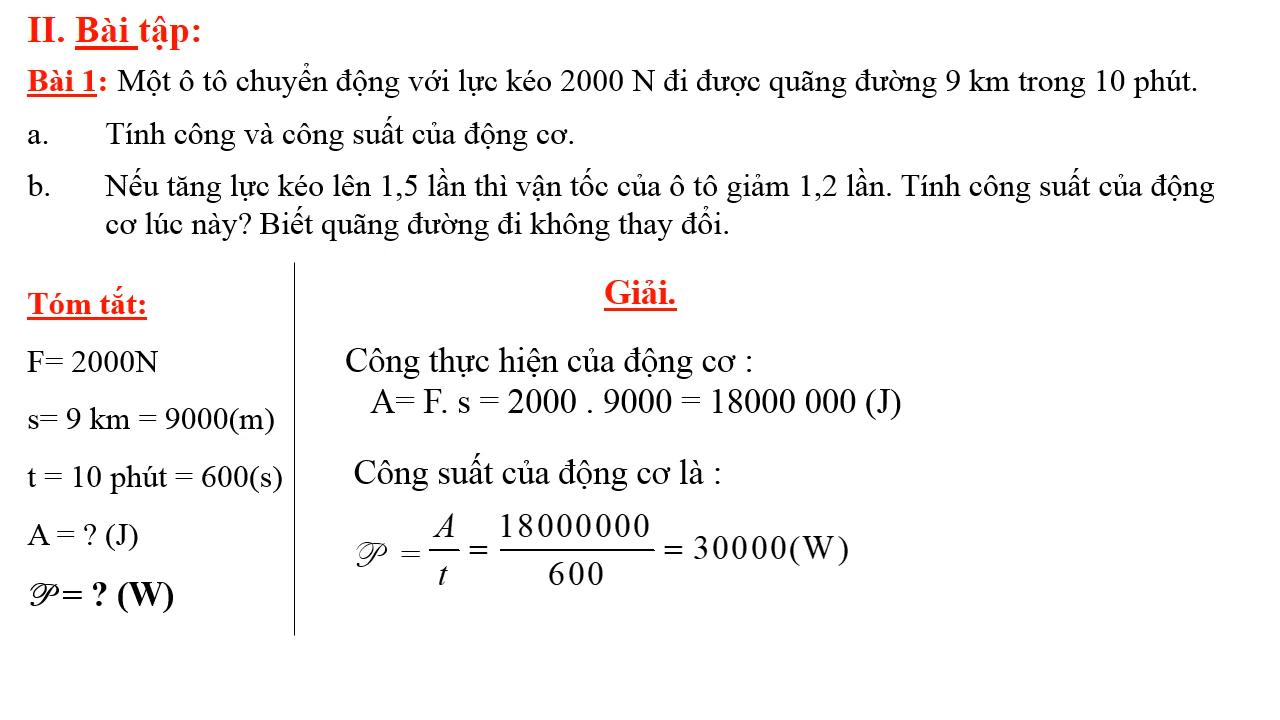 II. Bài tập:
Bài 1: Một ô tô chuyển động với lực kéo 2000 N đi được quãng đường 9 km trong 10 phút.
a. Tính công và công suất của động cơ.
b. Nếu tăng lực kéo lên 1,5 lần thì vận tốc của ô tô giảm 1,2 lần. Tính công suất của động
cơ lúc này? Biết quãng đường đi không thay đổi.
Tóm tắt:
F= 2000N
s= 9 km = 9000(m)
t = 10 phút = 600(s)
A = ? (J)
𝒫 = ? (W)
Giải.
Công thực hiện của động cơ :
A= F. s = 2000 . 9000 = 18000 000 (J)
Công suất của động cơ là :
𝒫 = A/t = 18000000/600 = 30000(W)